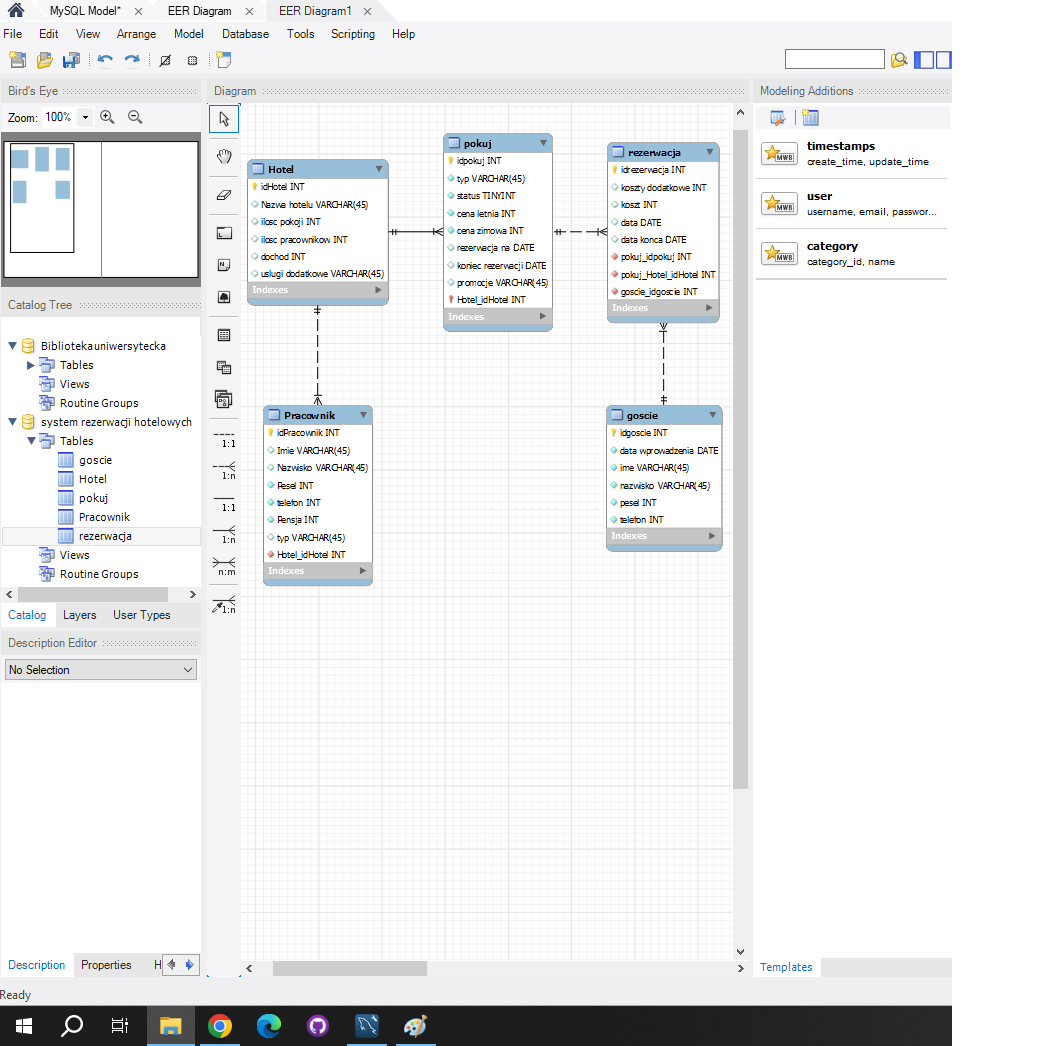 MySQL Model*
EER Diagram
EER Diagram1
File Edit View Arrange Model Database Tools Scripting Help
Bird's Eye
Zoom: 100%
Catalog Tree
Bibliotekauniwersytecka
Tables
Views
Routine Groups
system rezerwacji hotelowych
Tables
goscie
Hotel
pokuj
Pracownik
rezerwacja
Views
Routine Groups
Catalog Layers User Types
Description Editor
No Selection
Description Properties H
Ready
Diagram
1:1
1:n
1:1
1:n
n:m
1:n
Hotel
idHotel INT
Nazwa hotelu VARCHAR(45)
ilosc pokoji INT
ilosc pracownikow INT
dochod INT
uslugi dodatkowe VARCHAR(45)
Indexes
pokuj
idpokuj INT
typ VARCHAR(45)
status TINYINT
cena letnia INT
cena zimowa INT
rezerwacja na DATE
koniec rezerwacji DATE
promocje VARCHAR(45)
Hotel_idHotel INT
Indexes
rezerwacja
idrezerwacja INT
koszty dodatkowe INT
koszt INT
data DATE
data konca DATE
pokuj_idpokuj INT
pokuj_Hotel_idHotel INT
goscie_idgoscie INT
Indexes
Pracownik
idPracownik INT
Imie VARCHAR(45)
Nazwisko VARCHAR(45)
Pesel INT
telefon INT
Pensja INT
typ VARCHAR(45)
Hotel_idHotel INT
Indexes
goscie
idgoscie INT
data wprowadzenia DATE
ime VARCHAR(45)
nazwisko VARCHAR(45)
pesel INT
telefon INT
Indexes
Modeling Additions
MWB
timestamps
create_time, update_time
MWB
user
username, email, passwor...
MWB
category
category_id, name
Templates